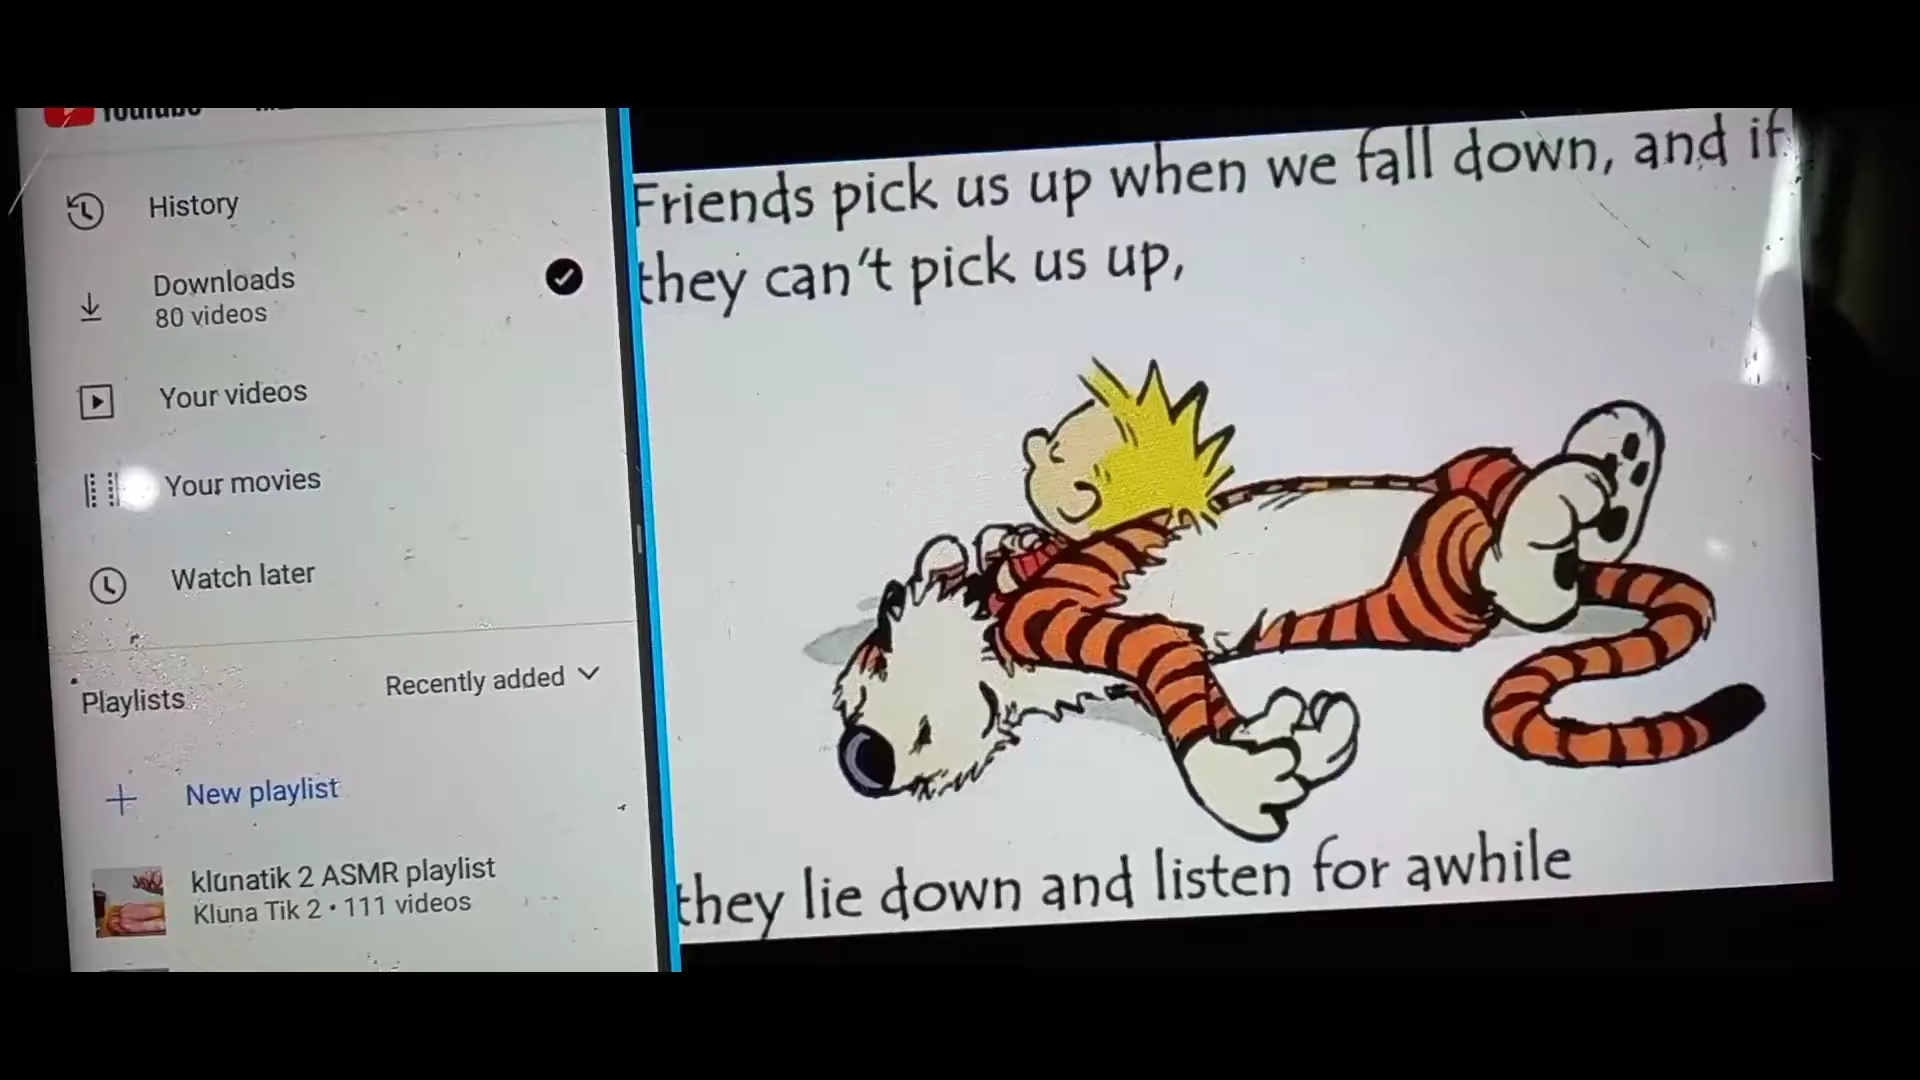 YouTube
History
Downloads
80 videos
Your videos
Your movies
Watch later
Playlists
Recently added
New playlist
klunatik 2 ASMR playlist
Kluna Tik 2 • 111 videos
Friends pick us up when we fall down, and if
they can't pick us up,
they lie down and listen for awhile